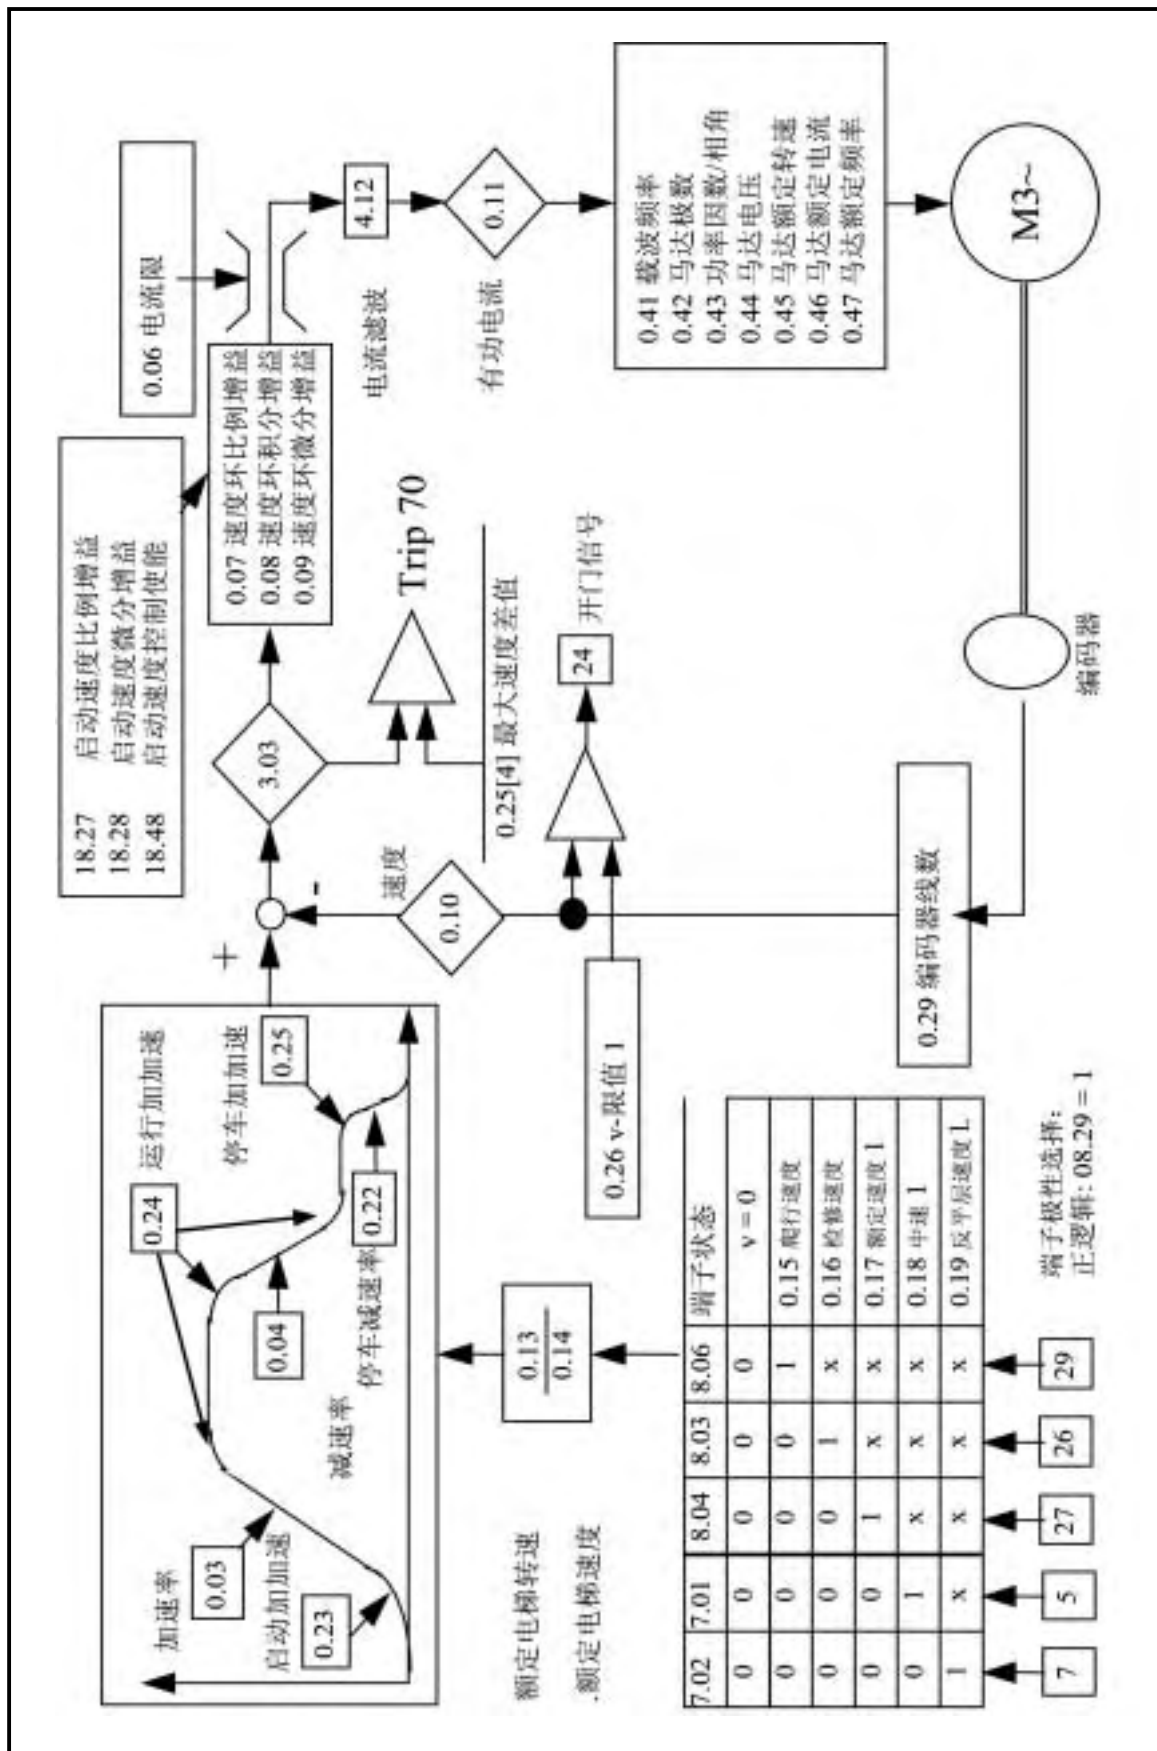 加速率
0.03
启动加加速
0.23
0.24
运行加加速
0.04
减速率
停车加加速
0.25
0.22
停车减速率
+
-
18.27 启动速度比例增益
18.28 启动速度微分增益
18.48 启动速度控制使能
3.03
0.07 速度环比例增益
0.08 速度环积分增益
0.09 速度环微分增益
0.06 电流限
4.12
电流滤波
0.11
有功电流
Trip 70
0.25[4] 最大速度差值
速度
0.10
24
开门信号
0.26 v-限值 1
0.41 载波频率
0.42 马达极数
0.43 功率因数/相角
0.44 马达电压
0.45 马达额定转速
0.46 马达额定电流
0.47 马达额定频率
M3~
编码器
0.29 编码器线数
额定电梯转速
.额定电梯速度
0.13
0.14
7.02 7.01 8.04 8.03 8.06 端子状态
0 0 0 0 0 v = 0
0 0 0 0 1 0.15 爬行速度
0 0 0 1 x 0.16 检修速度
0 0 1 x x 0.17 额定速度 1
0 1 x x x 0.18 中速 1
1 x x x x 0.19 反平层速度 L
7 5 27 26 29
端子极性选择:
正逻辑: 08.29 = 1